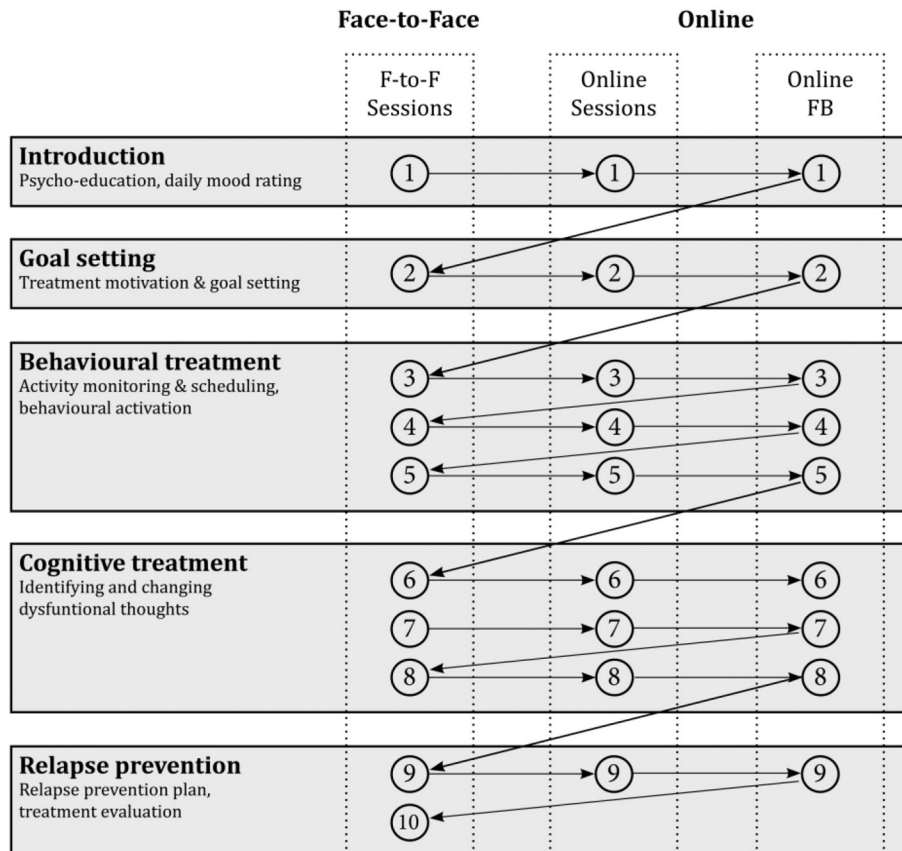 Face-to-Face Online
F-to-F Sessions
Online Sessions
Online FB
Introduction
Psycho-education, daily mood rating
1 1 1
Goal setting
Treatment motivation & goal setting
2 2 2
Behavioural treatment
Activity monitoring & scheduling,
behavioural activation
3 3 3
4 4 4
5 5 5
Cognitive treatment
Identifying and changing
dysfuntional thoughts
6 6 6
7 7 7
8 8 8
Relapse prevention
Relapse prevention plan,
treatment evaluation
9 9 9
10